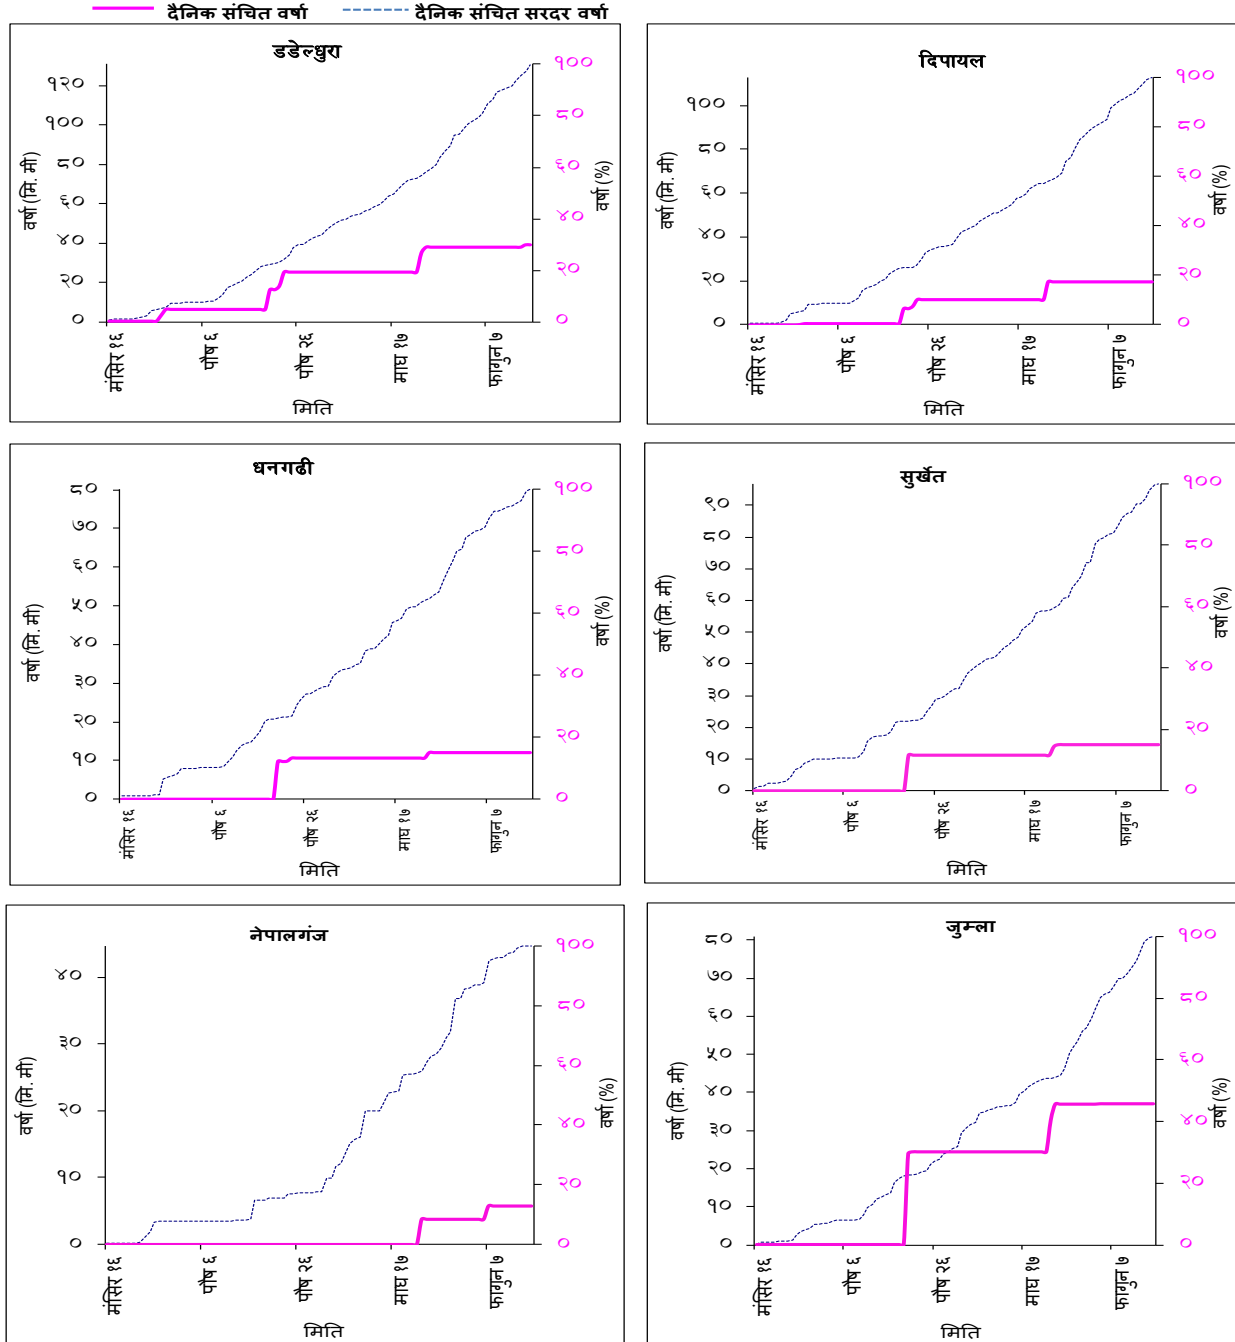 दैनिक संचित वर्षा दैनिक संचित सरदर वर्षा
डडेल्धुरा
वर्षा (मि. मी)
१२०
१००
८०
६०
४०
२०
०
१००
८०
६०
४०
२०
०
वर्षा (%)
मंसिर १६
पौष ६
पौष २६
माघ १७
फागुन ७
मिति
दिपायल
वर्षा (मि. मी)
१००
८०
६०
४०
२०
०
१००
८०
६०
४०
२०
०
वर्षा (%)
मंसिर १६
पौष ६
पौष २६
माघ १७
फागुन ७
मिति
धनगढी
वर्षा (मि. मी)
८०
७०
६०
५०
४०
३०
२०
१०
०
१००
८०
६०
४०
२०
०
वर्षा (%)
मंसिर १६
पौष ६
पौष २६
माघ १७
फागुन ७
मिति
सुर्खेत
वर्षा (मि. मी)
९०
८०
७०
६०
५०
४०
३०
२०
१०
०
१००
८०
६०
४०
२०
०
वर्षा (%)
मंसिर १६
पौष ६
पौष २६
माघ १७
फागुन ७
मिति
नेपालगंज
वर्षा (मि. मी)
४०
३०
२०
१०
०
१००
८०
६०
४०
२०
०
वर्षा (%)
मंसिर १६
पौष ६
पौष २६
माघ १७
फागुन ७
मिति
जुम्ला
वर्षा (मि. मी)
८०
७०
६०
५०
४०
३०
२०
१०
०
१००
८०
६०
४०
२०
०
वर्षा (%)
मंसिर १६
पौष ६
पौष २६
माघ १७
फागुन ७
मिति